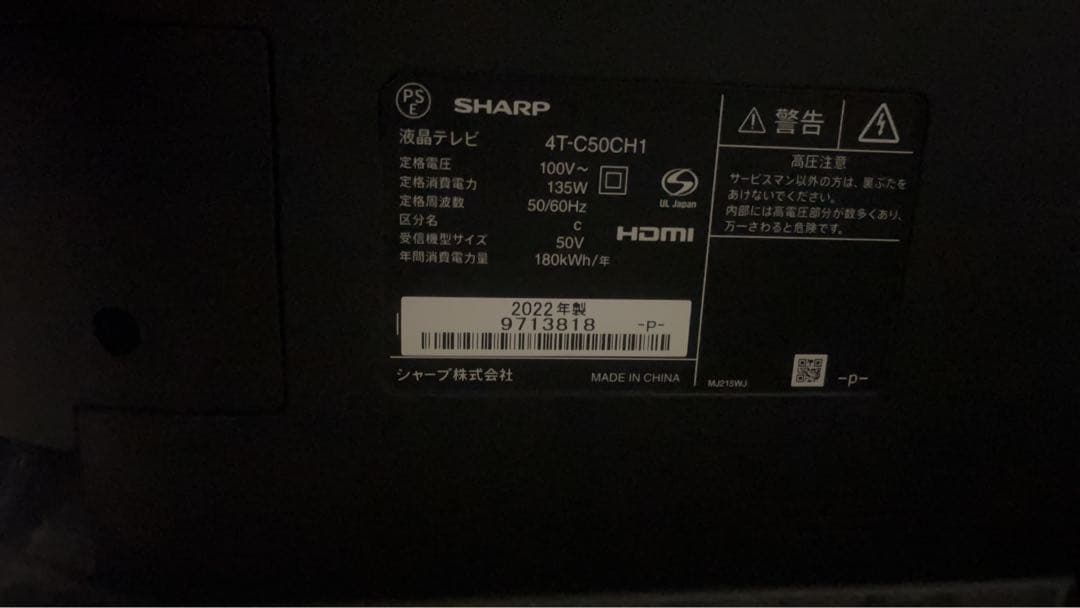 PS
E
SHARP
液晶テレビ 4T-C50CH1
定格電圧 100V～
定格消費電力 135W
定格周波数 50/60Hz
区分名 c
受信機型サイズ 50V
年間消費電力量 180kWh/年
UL Japan
HDMI
2022年製
9713818 -P-
シャープ株式会社 MADE IN CHINA
警告
高圧注意
サービスマン以外の方は、裏ぶたを
あけないでください。
内部には高電圧部分が数多くあり、
万一さわると危険です。
MJ215WJ -P-